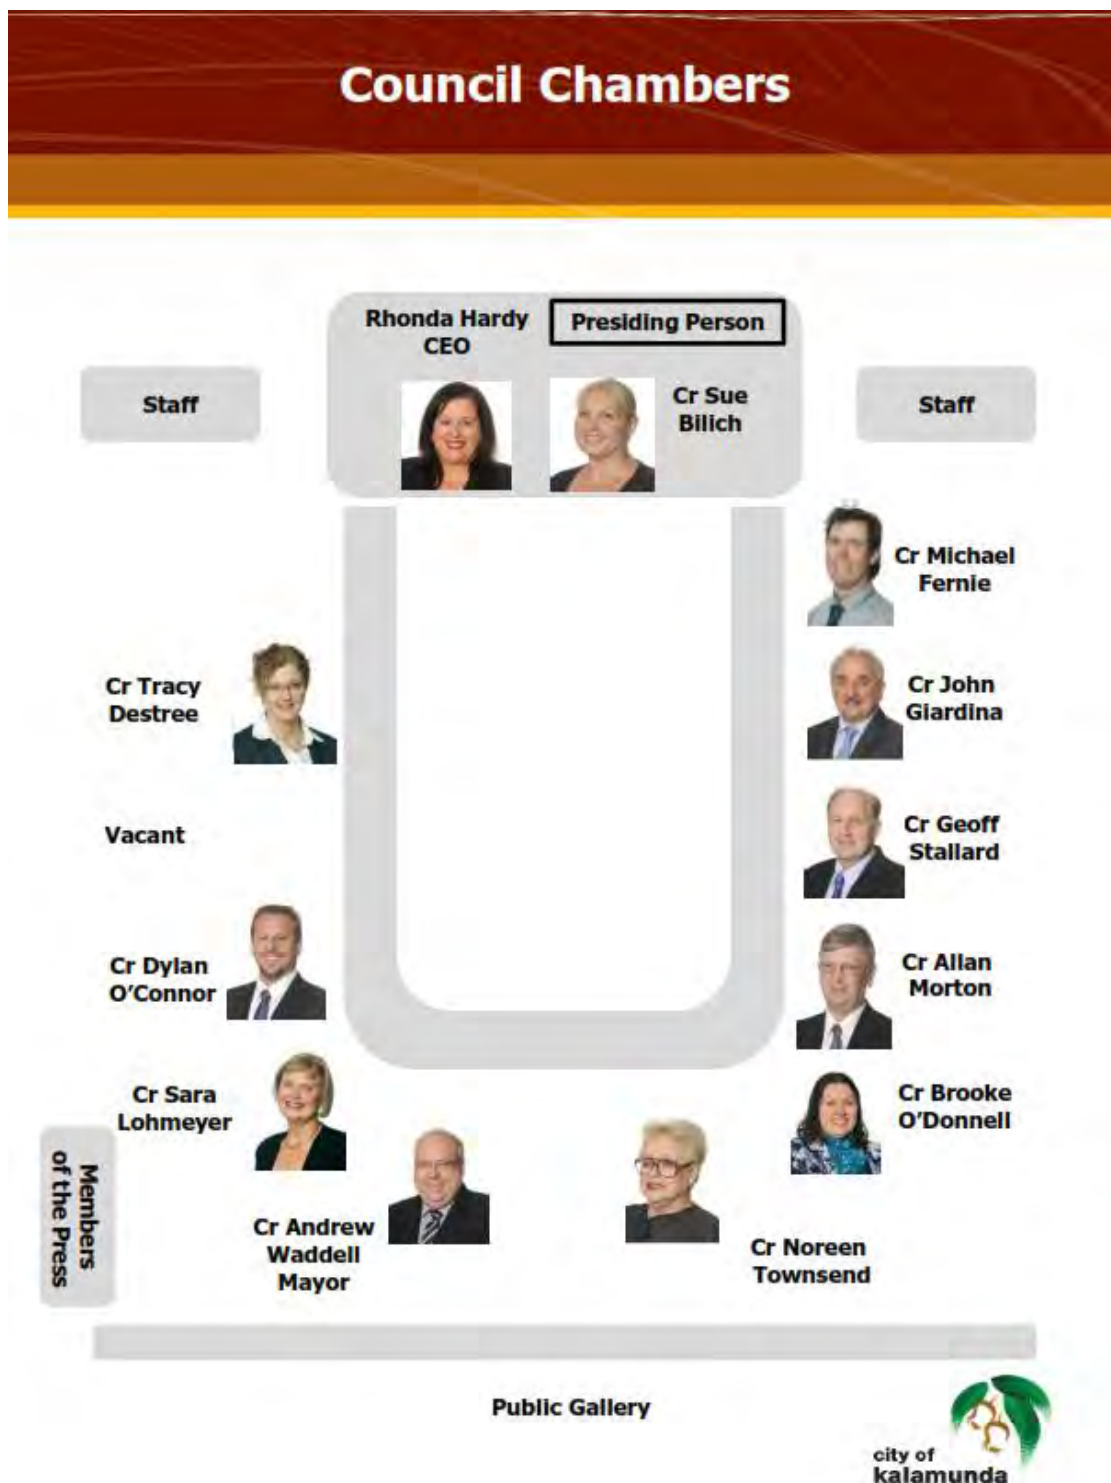 Council Chambers
Rhonda Hardy
CEO
Presiding Person
Staff
Cr Sue
Bilich
Staff
Cr Michael
Fernie
Cr Tracy
Destree
Cr John
Giardina
Vacant
Cr Geoff
Stallard
Cr Dylan
O'Connor
Cr Allan
Morton
Cr Sara
Lohmeyer
Cr Brooke
O'Donnell
Members
of the Press
Cr Andrew
Waddell
Mayor
Cr Noreen
Townsend
Public Gallery
city of
kalamunda